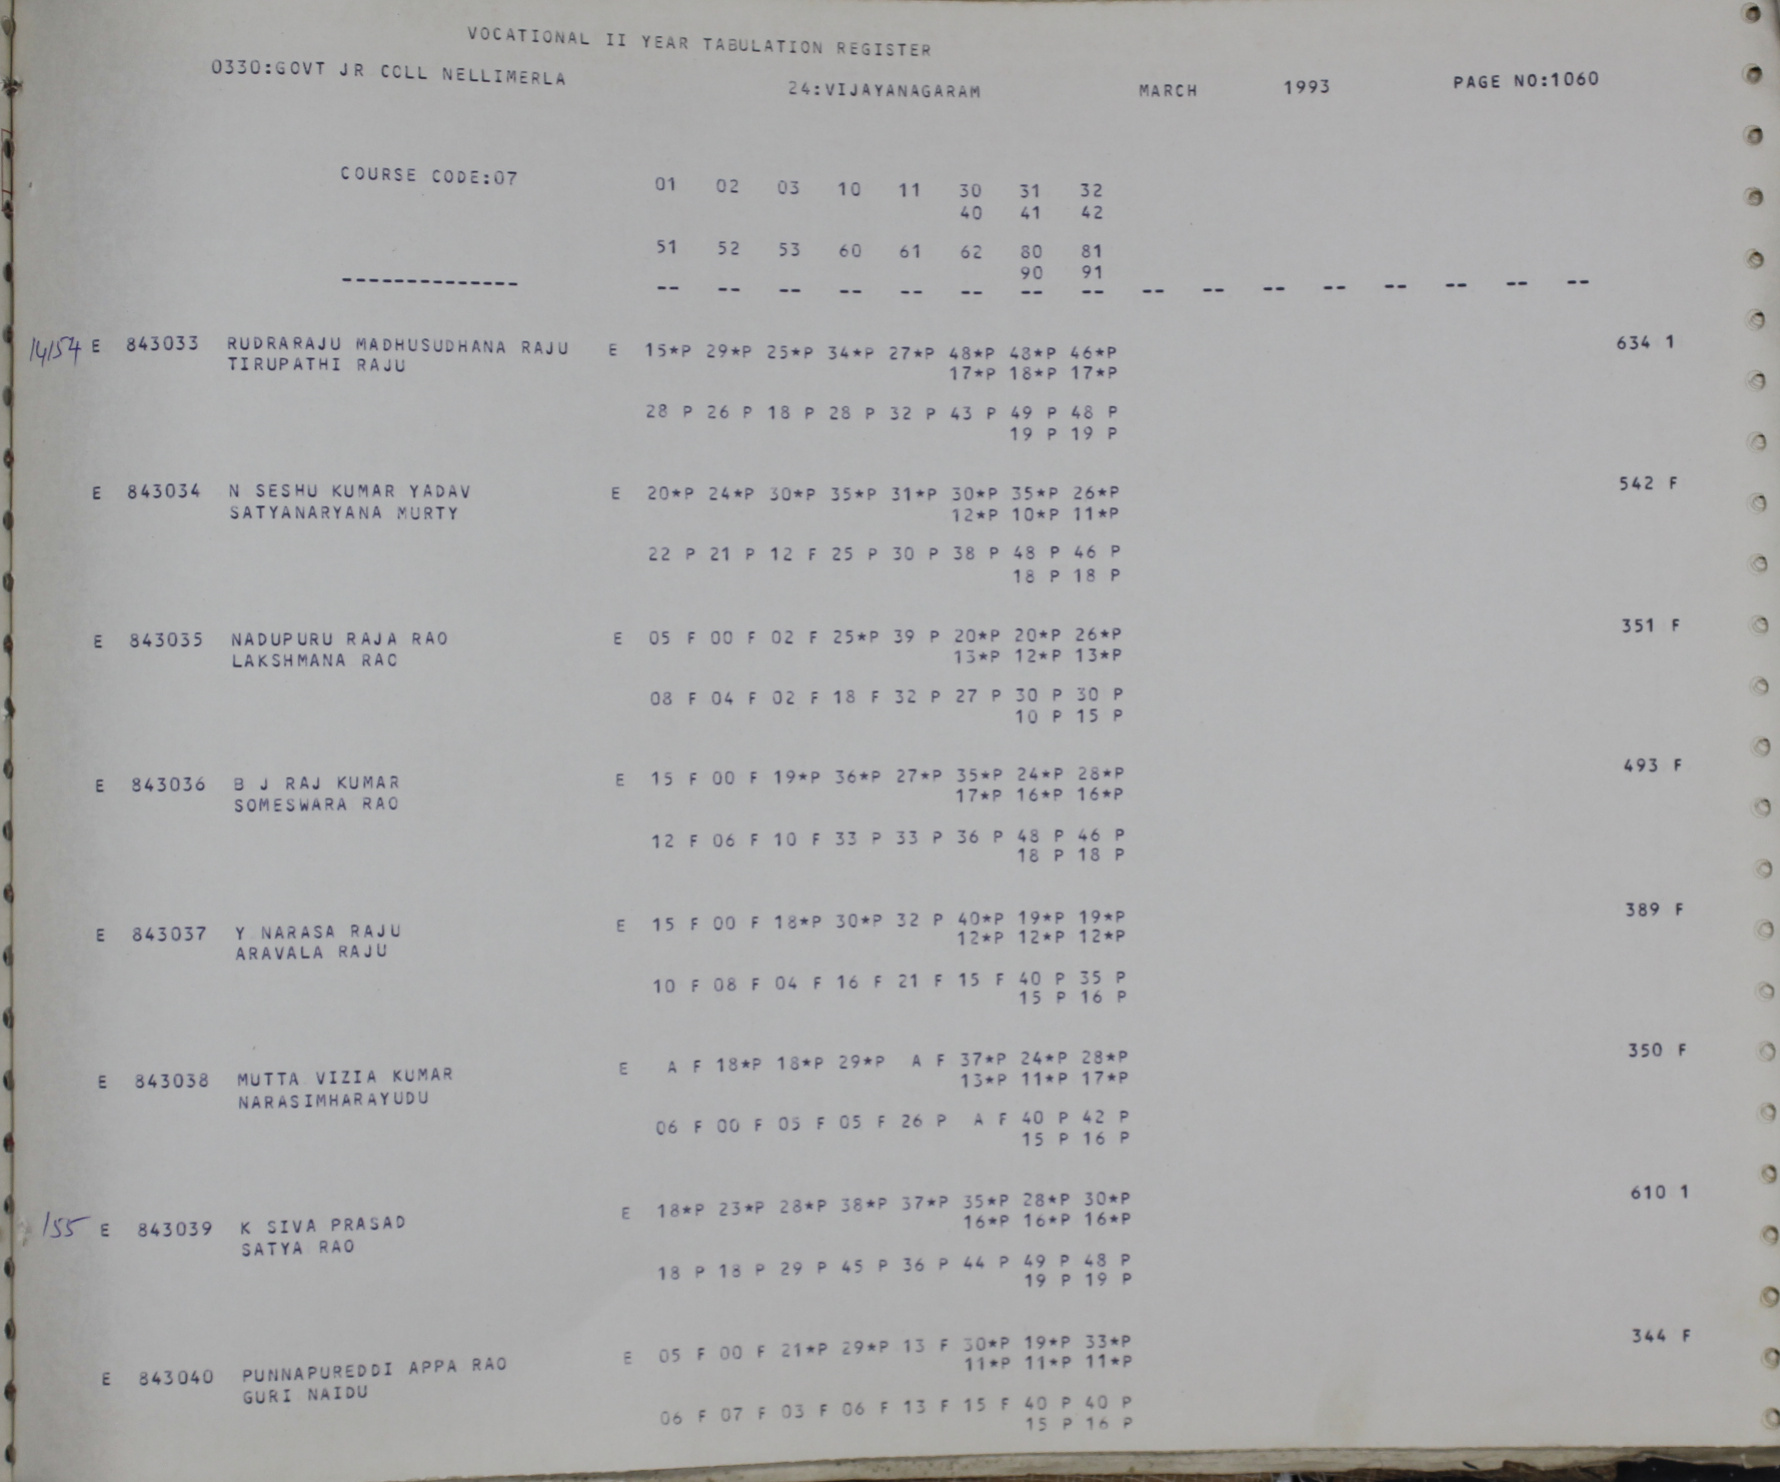 VOCATIONAL II YEAR TABULATION REGISTER
0330:GOVT JR COLL NELLIMERLA 24:VIJAYANAGARAM MARCH 1993 PAGE NO:1060
COURSE CODE:07 01 02 03 10 11 30 31 32
40 41 42
51 52 53 60 61 62 80 81
90 91
-------------- -- -- -- -- -- -- -- -- -- -- -- -- -- -- -- --
14154 E 843033 RUDRARAJU MADHUSUDHANA RAJU E 15*P 29*P 25*P 34*P 27*P 48*P 48*P 46*P 634 1
TIRUPATHI RAJU 17*P 18*P 17*P
28 P 26 P 18 P 28 P 32 P 43 P 49 P 48 P
19 P 19 P
E 843034 N SESHU KUMAR YADAV E 20*P 24*P 30*P 35*P 31*P 30*P 35*P 26*P 542 F
SATYANARYANA MURTY 12*P 10*P 11*P
22 P 21 P 12 F 25 P 30 P 38 P 48 P 46 P
18 P 18 P
E 843035 NADUPURU RAJA RAO E 05 F 00 F 02 F 25*P 39 P 20*P 20*P 26*P 351 F
LAKSHMANA RAO 13*P 12*P 13*P
08 F 04 F 02 F 18 F 32 P 27 P 30 P 30 P
10 P 15 P
E 843036 B J RAJ KUMAR E 15 F 00 F 19*P 36*P 27*P 35*P 24*P 28*P 493 F
SOMESWARA RAO 17*P 16*P 16*P
12 F 06 F 10 F 33 P 33 P 36 P 48 P 46 P
18 P 18 P
E 843037 Y NARASA RAJU E 15 F 00 F 18*P 30*P 32 P 40*P 19*P 19*P 389 F
ARAVALA RAJU 12*P 12*P 12*P
10 F 08 F 04 F 16 F 21 F 15 F 40 P 35 P
15 P 16 P
E 843038 MUTTA VIZIA KUMAR E A F 18*P 18*P 29*P A F 37*P 24*P 28*P 350 F
NARASIMHARAYUDU 13*P 11*P 17*P
06 F 00 F 05 F 05 F 26 P A F 40 P 42 P
15 P 16 P
155 E 843039 K SIVA PRASAD E 18*P 23*P 28*P 38*P 37*P 35*P 28*P 30*P 610 1
SATYA RAO 16*P 16*P 16*P
18 P 18 P 29 P 45 P 36 P 44 P 49 P 48 P
19 P 19 P
E 843040 PUNNAPUREDDI APPA RAO E 05 F 00 F 21*P 29*P 13 F 30*P 19*P 33*P 344 F
GURI NAIDU 11*P 11*P 11*P
06 F 07 F 03 F 06 F 13 F 15 F 40 P 40 P
15 P 16 P